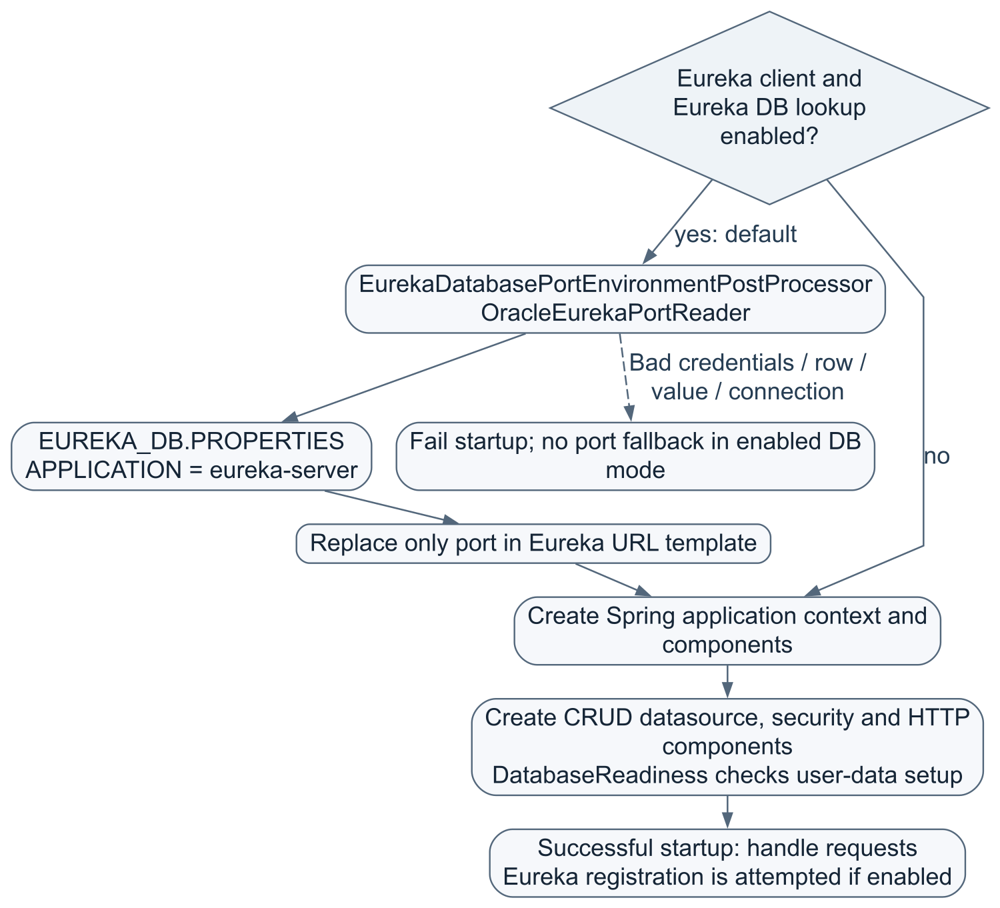 Eureka client and
Eureka DB lookup
enabled?
yes: default
EurekaDatabasePortEnvironmentPostProcessor
OracleEurekaPortReader
Bad credentials / row /
value / connection
EUREKA_DB.PROPERTIES
APPLICATION = eureka-server
Fail startup; no port fallback in enabled DB
mode
no
Replace only port in Eureka URL template
Create Spring application context and
components
Create CRUD datasource, security and HTTP
components
DatabaseReadiness checks user-data setup
Successful startup: handle requests
Eureka registration is attempted if enabled